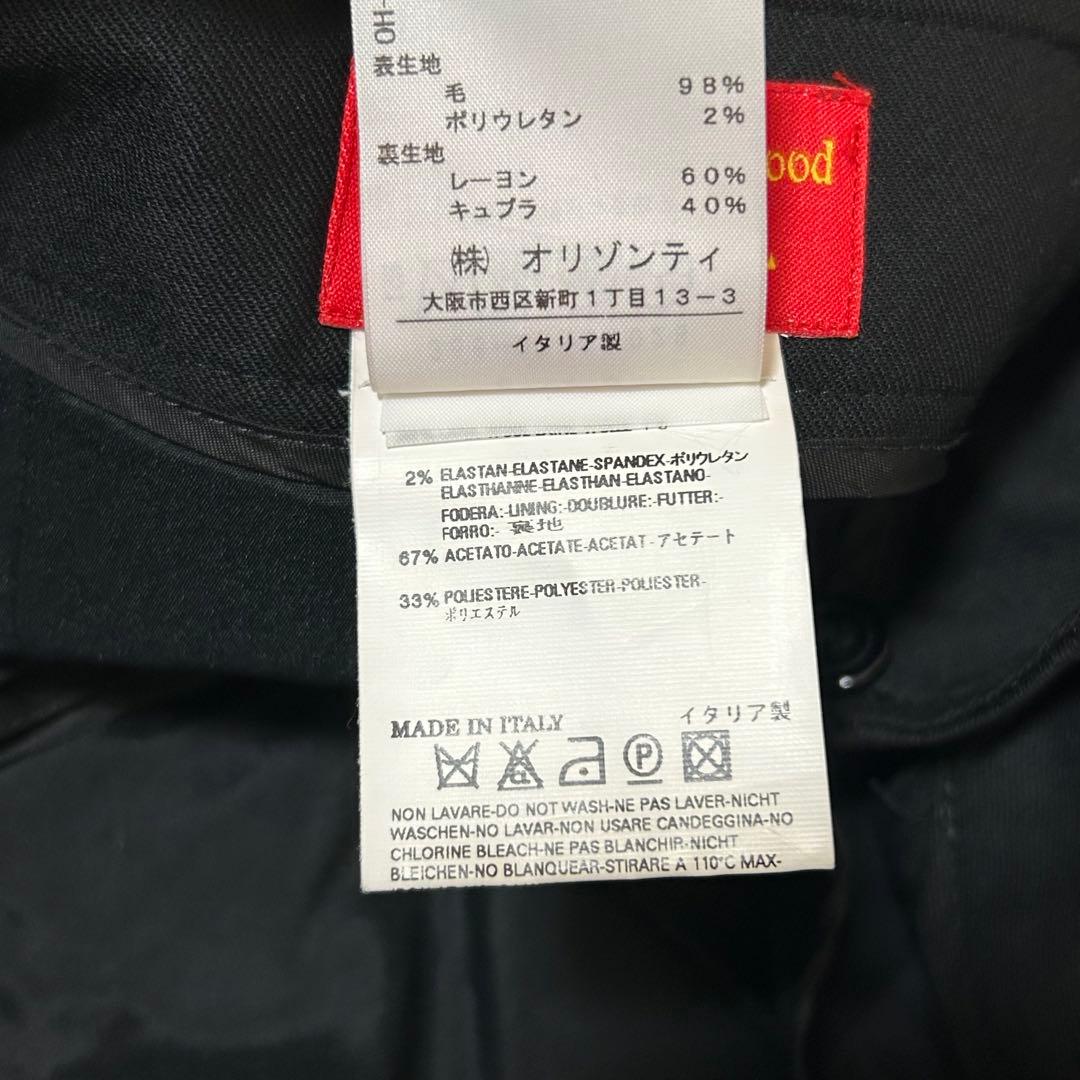 -HO
表生地
毛 98%
ポリウレタン 2%
裏生地
レーヨン 60%
キュプラ 40%
㈱ オリゾンティ
大阪市西区新町1丁目13-3
イタリア製
ood
2% ELASTAN-ELASTANE-SPANDEX-ポリウレタン
ELASTHANNE-ELASTHAN-ELASTANO-
FODERA:-LINING:-DOUBLURE:-FUTTER:-
FORRO:- 裏地
67% ACETATO-ACETATE-ACETAT-アセテート
33% POLIESTERE-POLYESTER-POLIESTER-
ポリエステル
MADE IN ITALY イタリア製
P
NON LAVARE-DO NOT WASH-NE PAS LAVER-NICHT
WASCHEN-NO LAVAR-NON USARE CANDEGGINA-NO
CHLORINE BLEACH-NE PAS BLANCHIR-NICHT
BLEICHEN-NO BLANQUEAR-STIRARE A 110°C MAX-